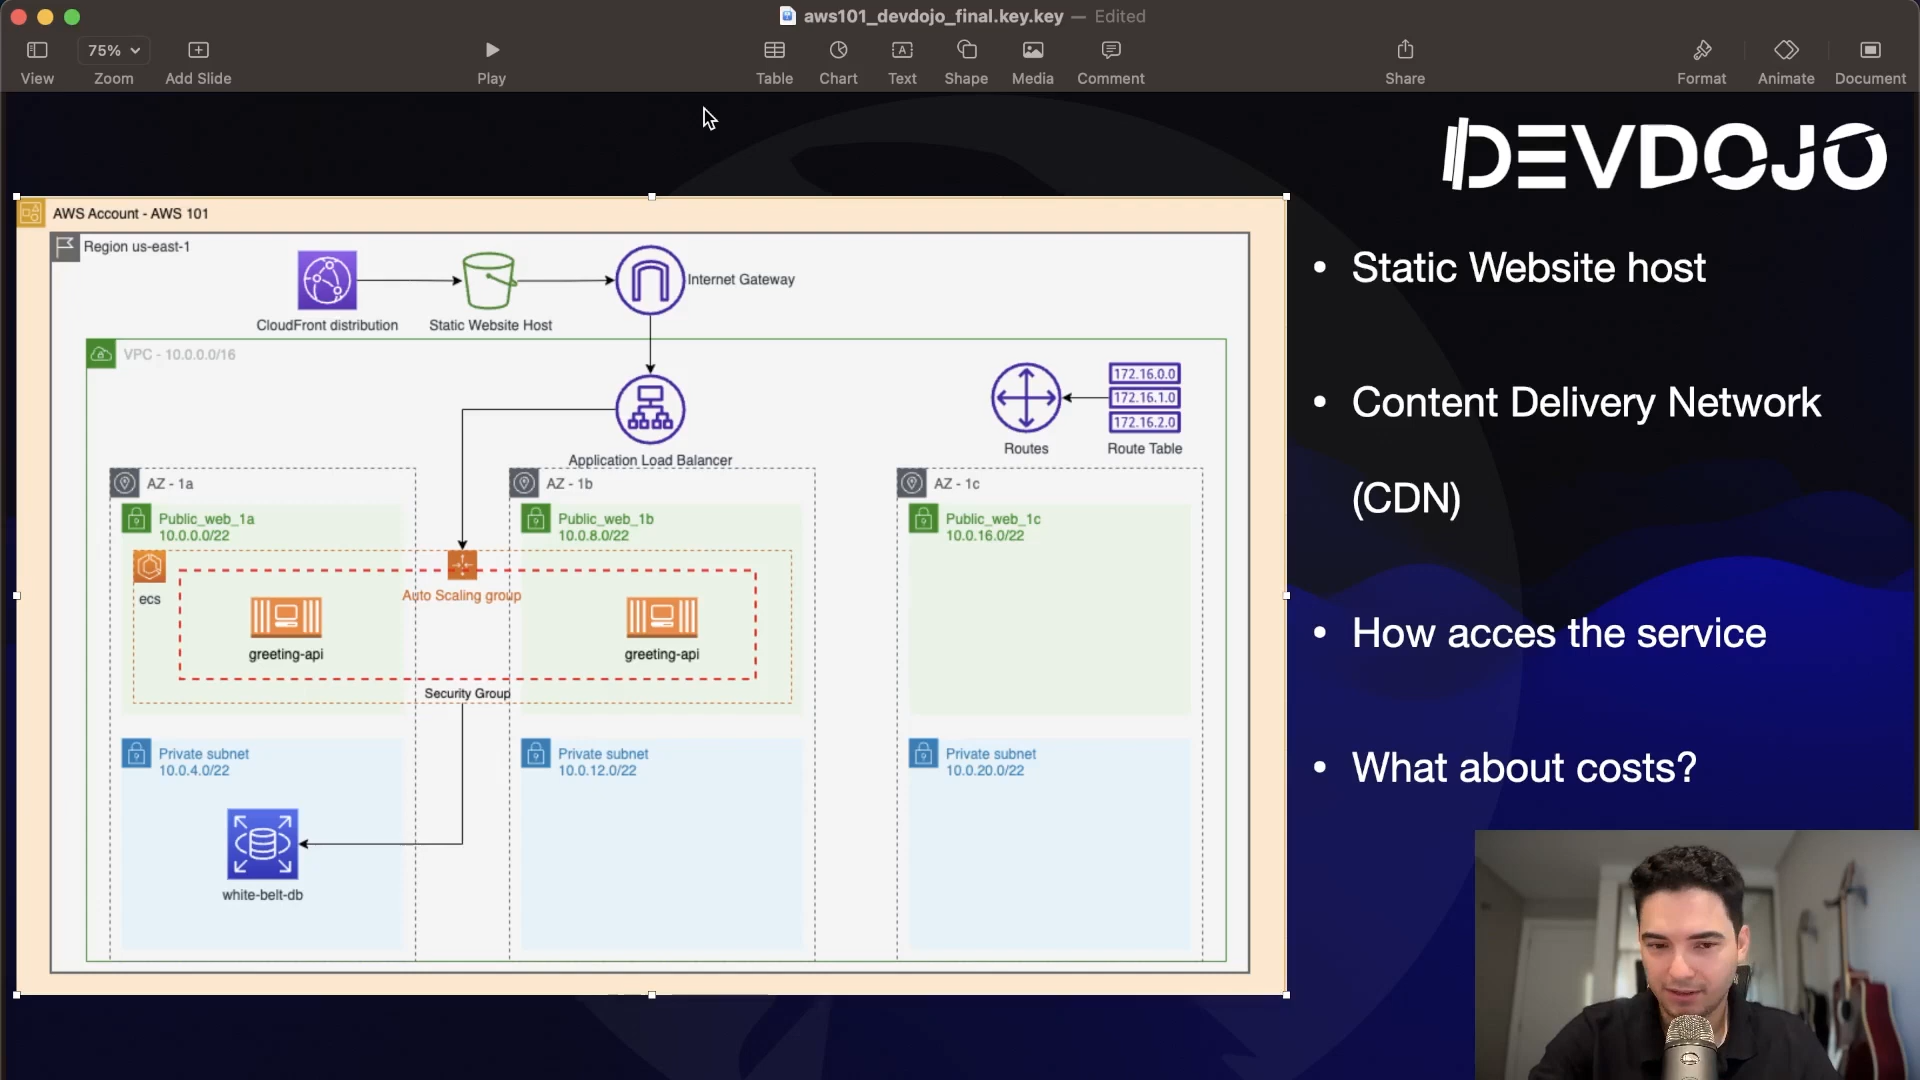 aws101_devdojo_final.key.key — Edited
75%
View
Zoom
Add Slide
Play
Table
Chart
Text
Shape
Media
Comment
Share
Format
Animate
Document
DEVDOJO
AWS Account - AWS 101
Region us-east-1
CloudFront distribution
Static Website Host
Internet Gateway
VPC - 10.0.0.0/16
Application Load Balancer
Routes
172.16.0.0
172.16.1.0
172.16.2.0
Route Table
AZ - 1a
AZ - 1b
AZ - 1c
Public_web_1a
10.0.0.0/22
Public_web_1b
10.0.8.0/22
Public_web_1c
10.0.16.0/22
ecs
Auto Scaling group
greeting-api
greeting-api
Security Group
Private subnet
10.0.4.0/22
Private subnet
10.0.12.0/22
Private subnet
10.0.20.0/22
white-belt-db
• Static Website host
• Content Delivery Network
(CDN)
• How acces the service
• What about costs?